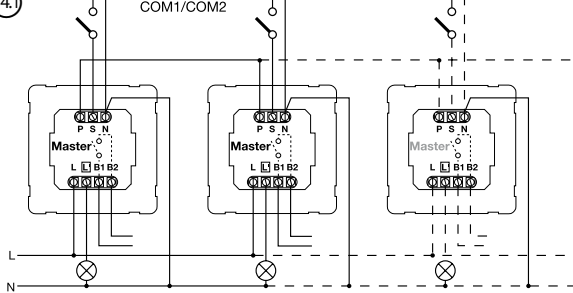 4.1
COM1/COM2
P S N
P S N
P S N
Master
Master
Master
L L' B1 B2
L L' B1 B2
L L' B1 B2
L
N